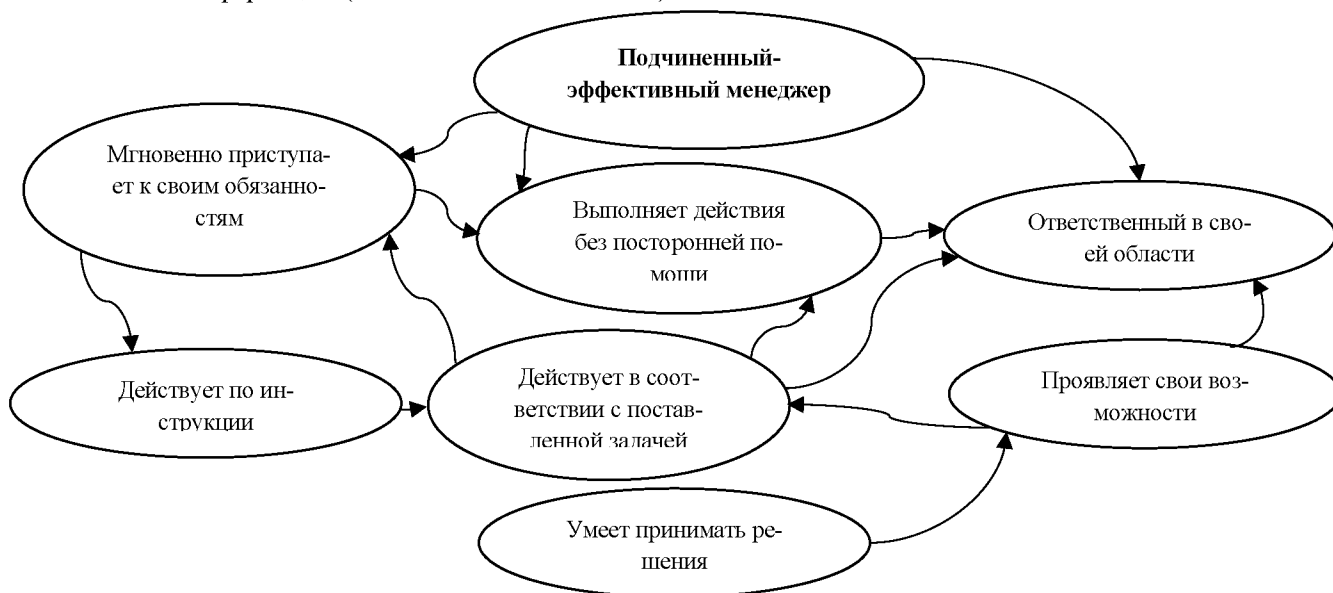 Подчиненный-
эффективный менеджер
Мгновенно приступа-
ет к своим обязанно-
стям
Выполняет действия
без посторонней по-
мощи
Ответственный в сво-
ей области
Действует по ин-
струкции
Действует в соот-
ветствии с постав-
ленной задачей
Проявляет свои воз-
можности
Умеет принимать ре-
шения